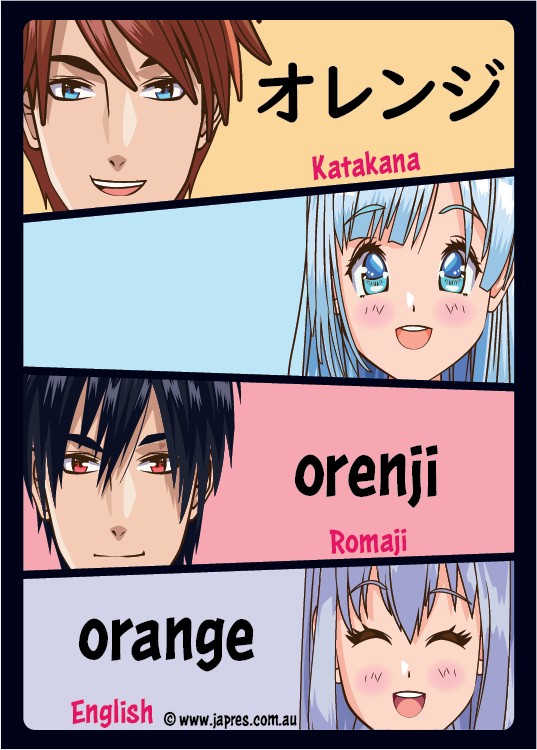 オレンジ
Katakana
orenji
Romaji
orange
English © www.japres.com.au